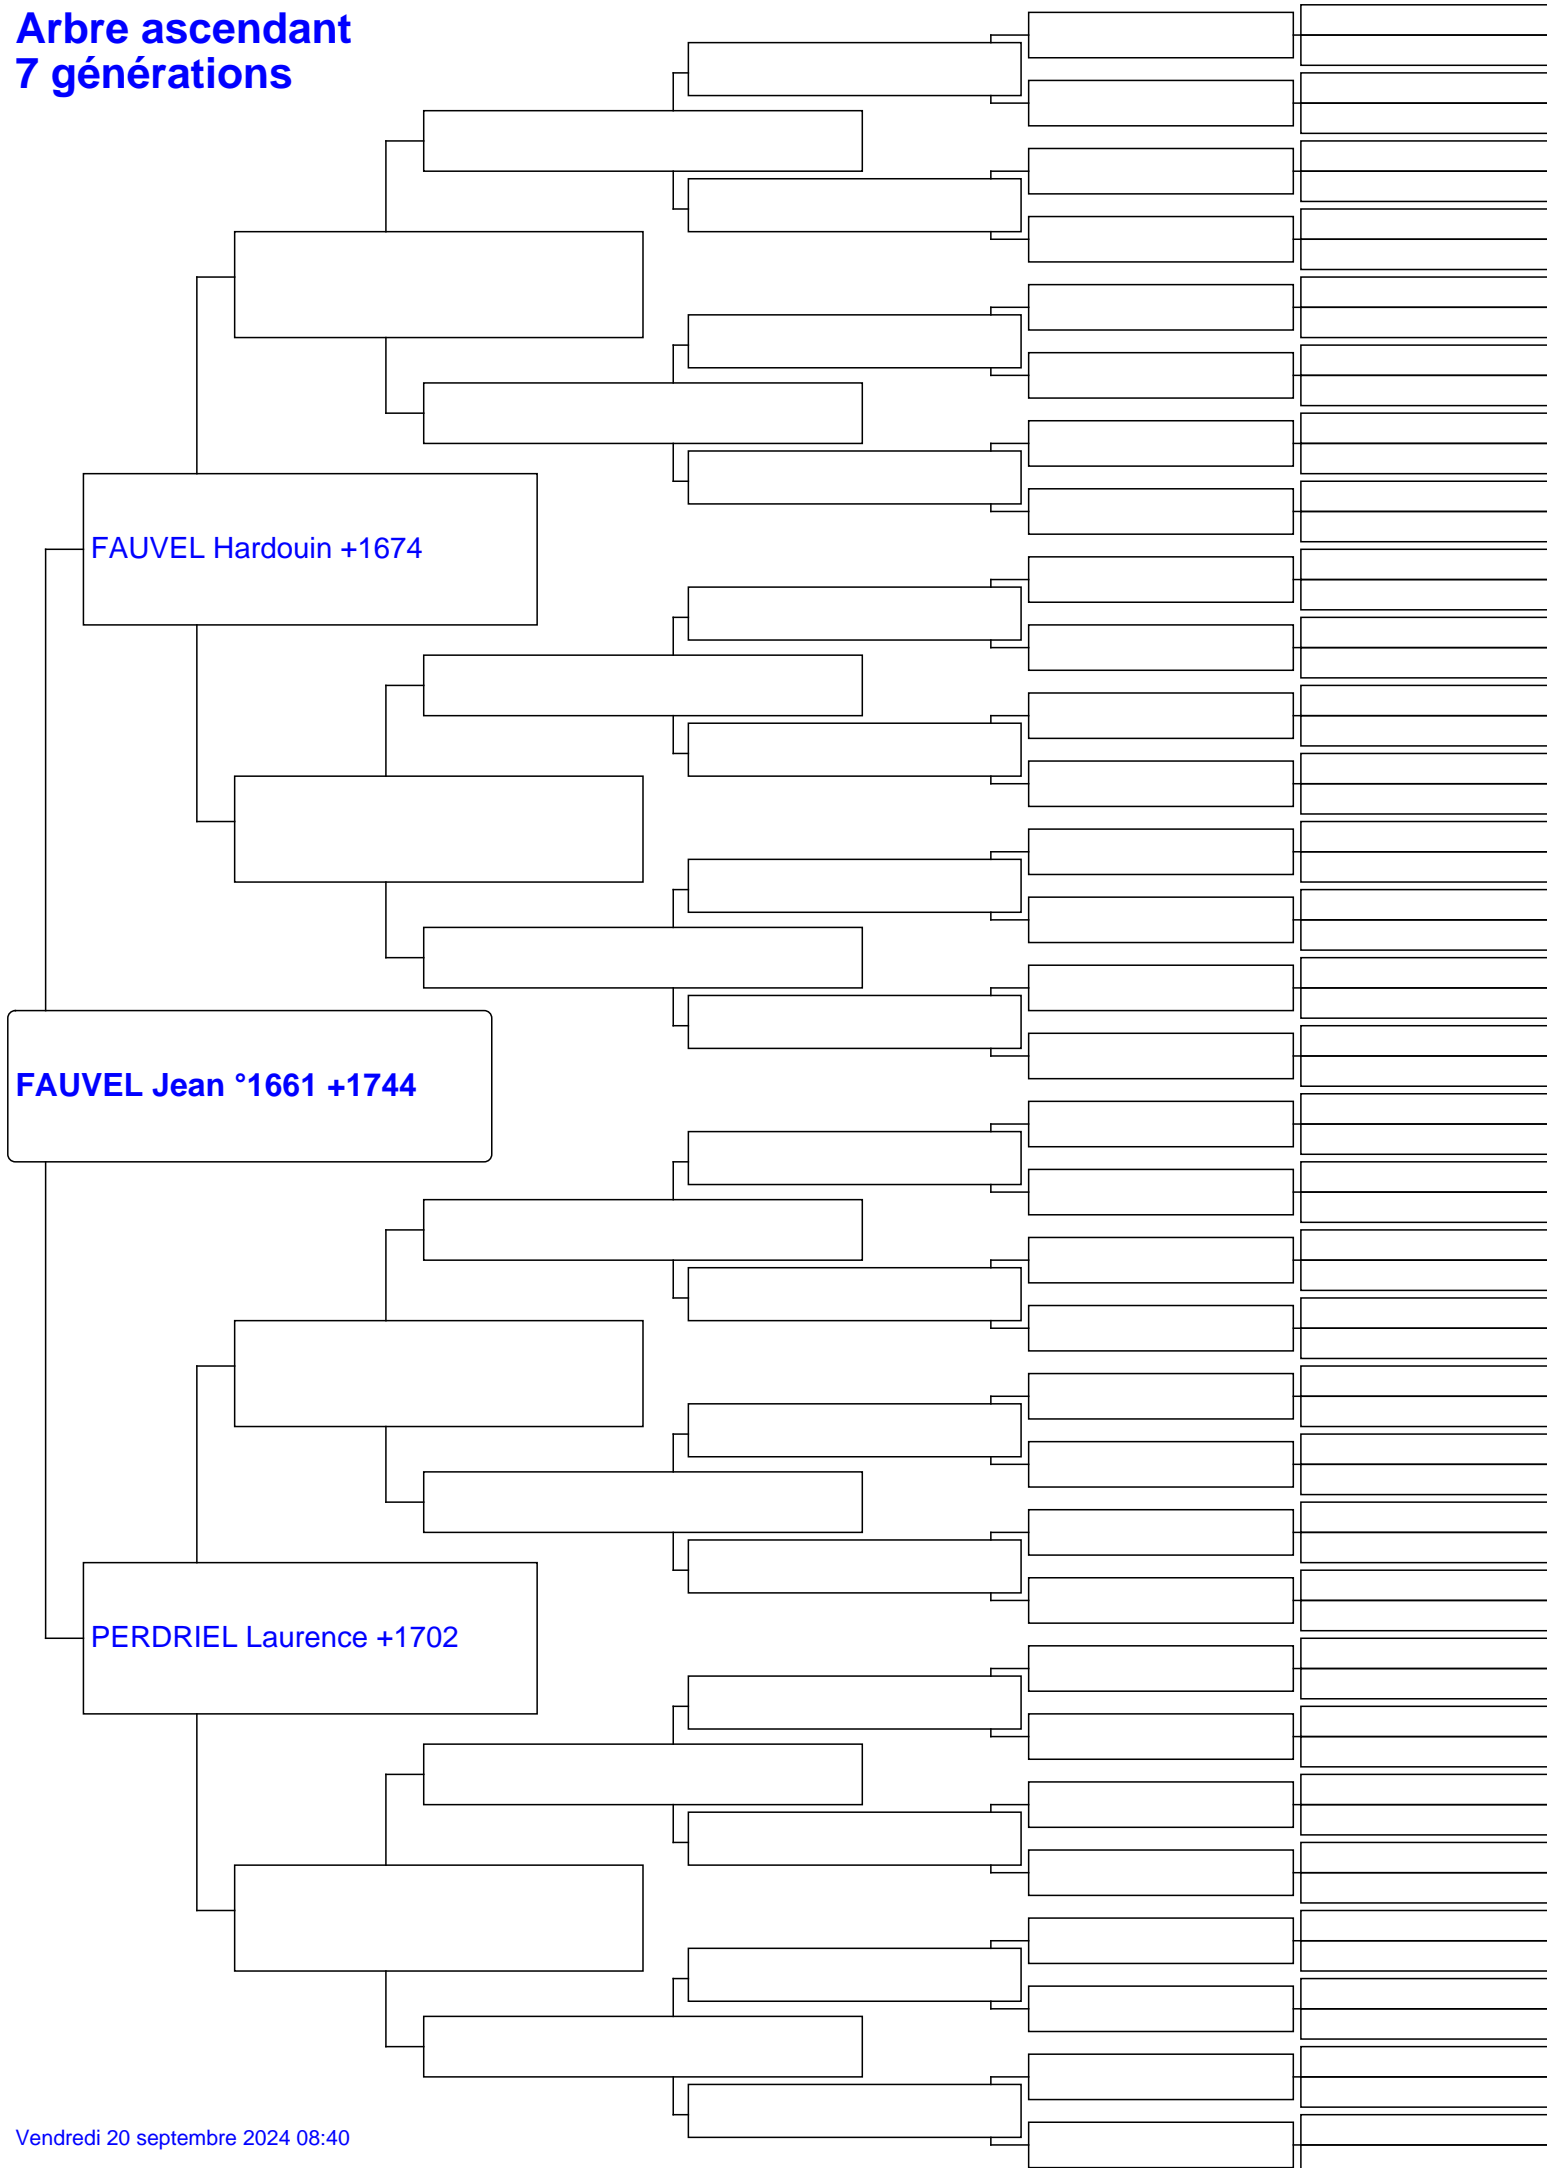 Arbre ascendant
7 générations
FAUVEL Hardouin +1674
FAUVEL Jean °1661 +1744
PERDRIEL Laurence +1702
Vendredi 20 septembre 2024 08:40